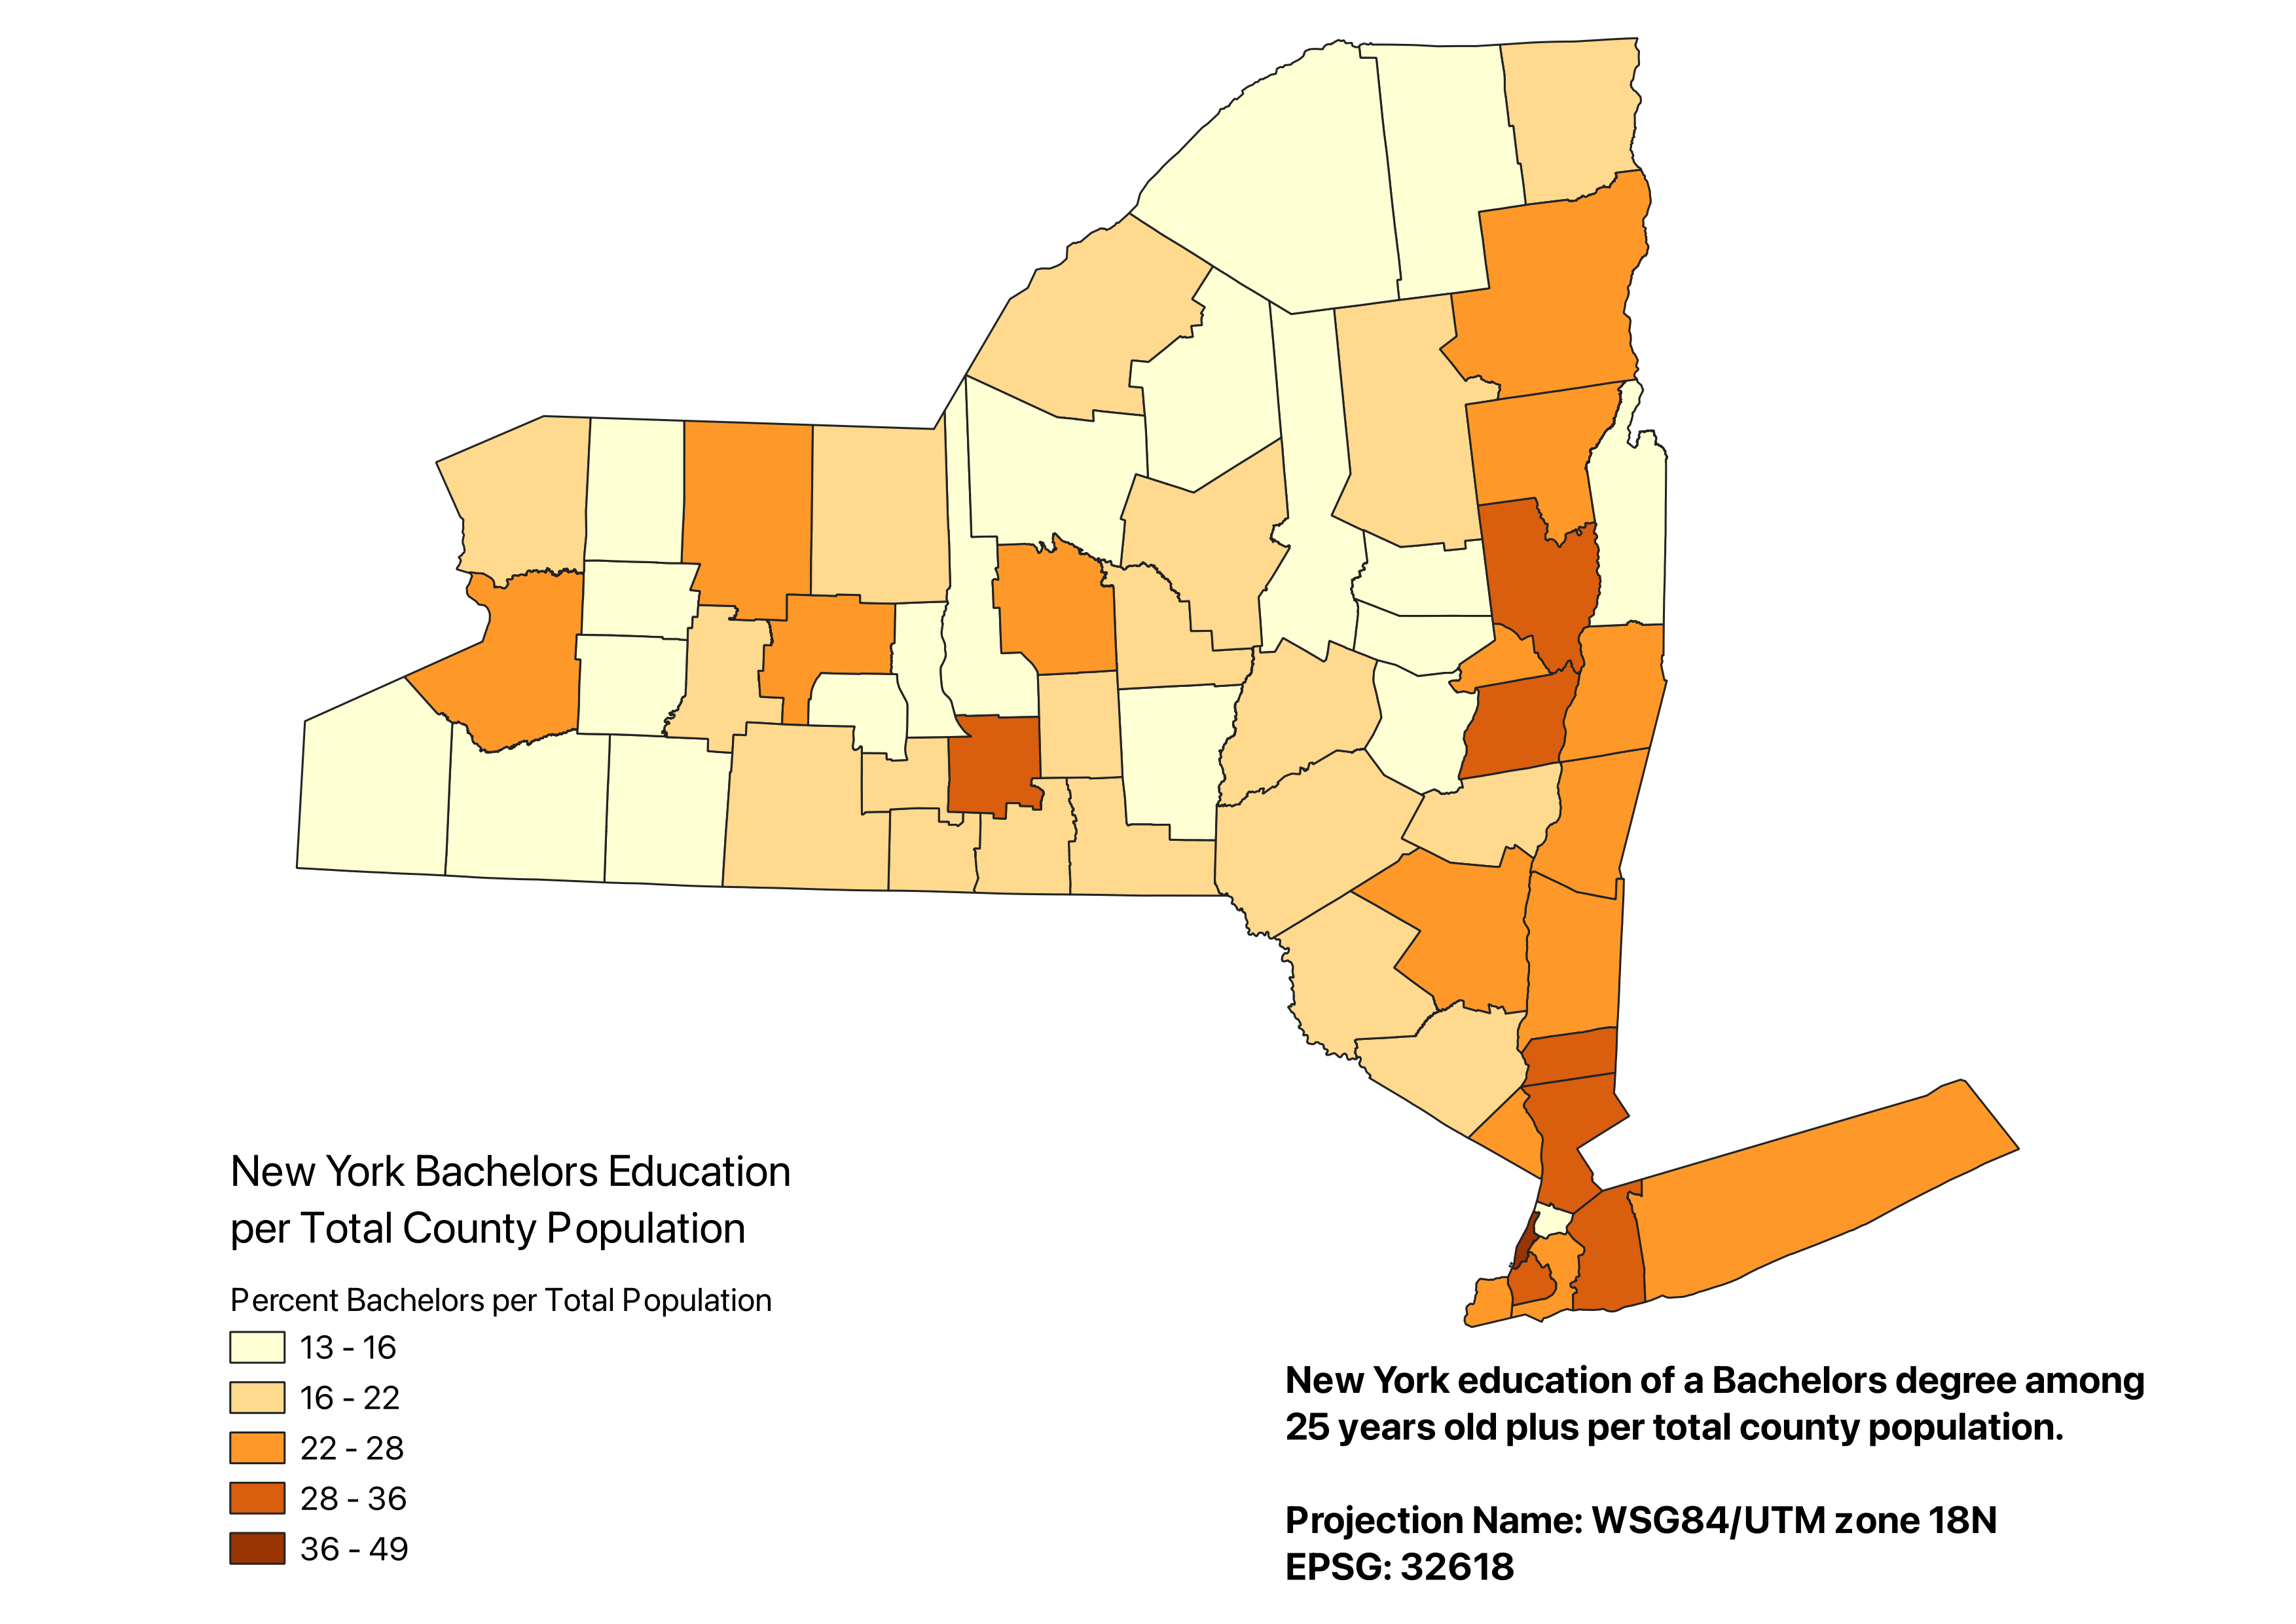 New York Bachelors Education
per Total County Population
Percent Bachelors per Total Population
13 - 16
16 - 22
22 - 28
28 - 36
36 - 49
New York education of a Bachelors degree among
25 years old plus per total county population.
Projection Name: WSG84/UTM zone 18N
EPSG: 32618